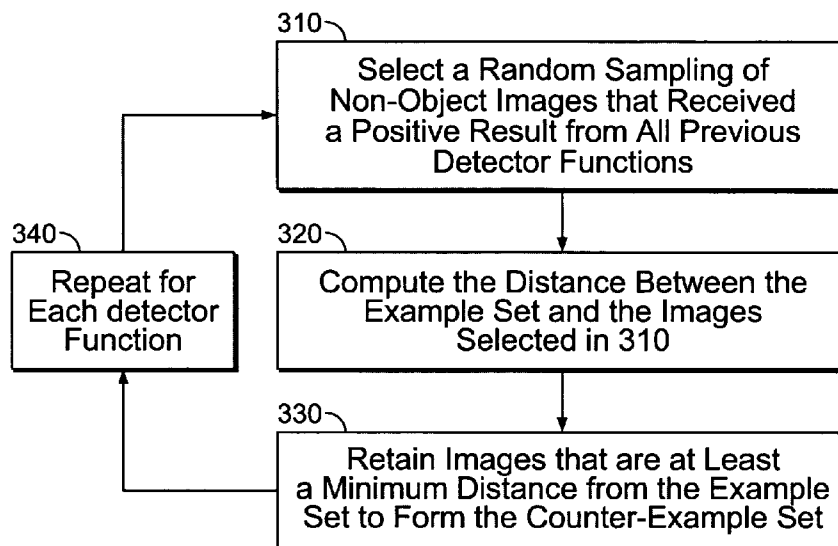 310
Select a Random Sampling of
Non-Object Images that Received
a Positive Result from All Previous
Detector Functions
320
Compute the Distance Between the
Example Set and the Images
Selected in 310
330
Retain Images that are at Least
a Minimum Distance from the Example
Set to Form the Counter-Example Set
340
Repeat for
Each detector
Function